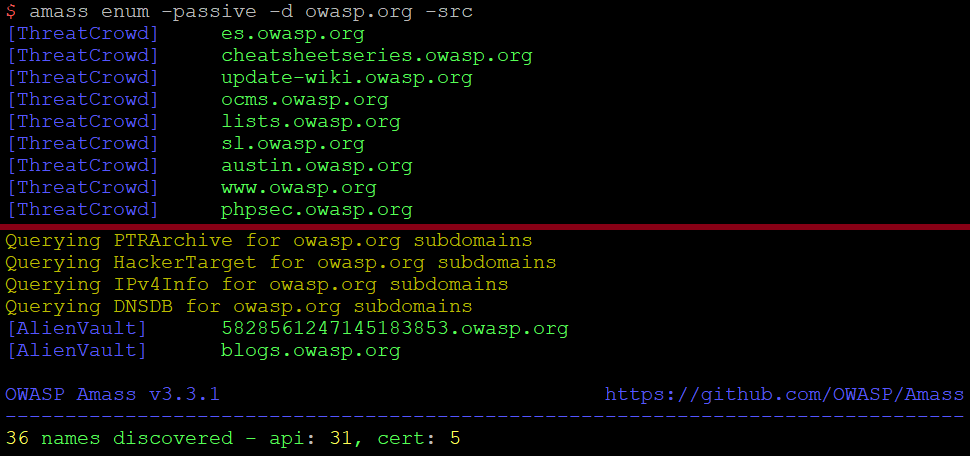 $ amass enum -passive -d owasp.org -src
[ThreatCrowd] es.owasp.org
[ThreatCrowd] cheatsheetseries.owasp.org
[ThreatCrowd] update-wiki.owasp.org
[ThreatCrowd] ocms.owasp.org
[ThreatCrowd] lists.owasp.org
[ThreatCrowd] sl.owasp.org
[ThreatCrowd] austin.owasp.org
[ThreatCrowd] www.owasp.org
[ThreatCrowd] phpsec.owasp.org
Querying PTRArchive for owasp.org subdomains
Querying HackerTarget for owasp.org subdomains
Querying IPv4Info for owasp.org subdomains
Querying DNSDB for owasp.org subdomains
[AlienVault] 5828561247145183853.owasp.org
[AlienVault] blogs.owasp.org
OWASP Amass v3.3.1 https://github.com/OWASP/Amass
--------------------------------------------------------------------------------
36 names discovered - api: 31, cert: 5